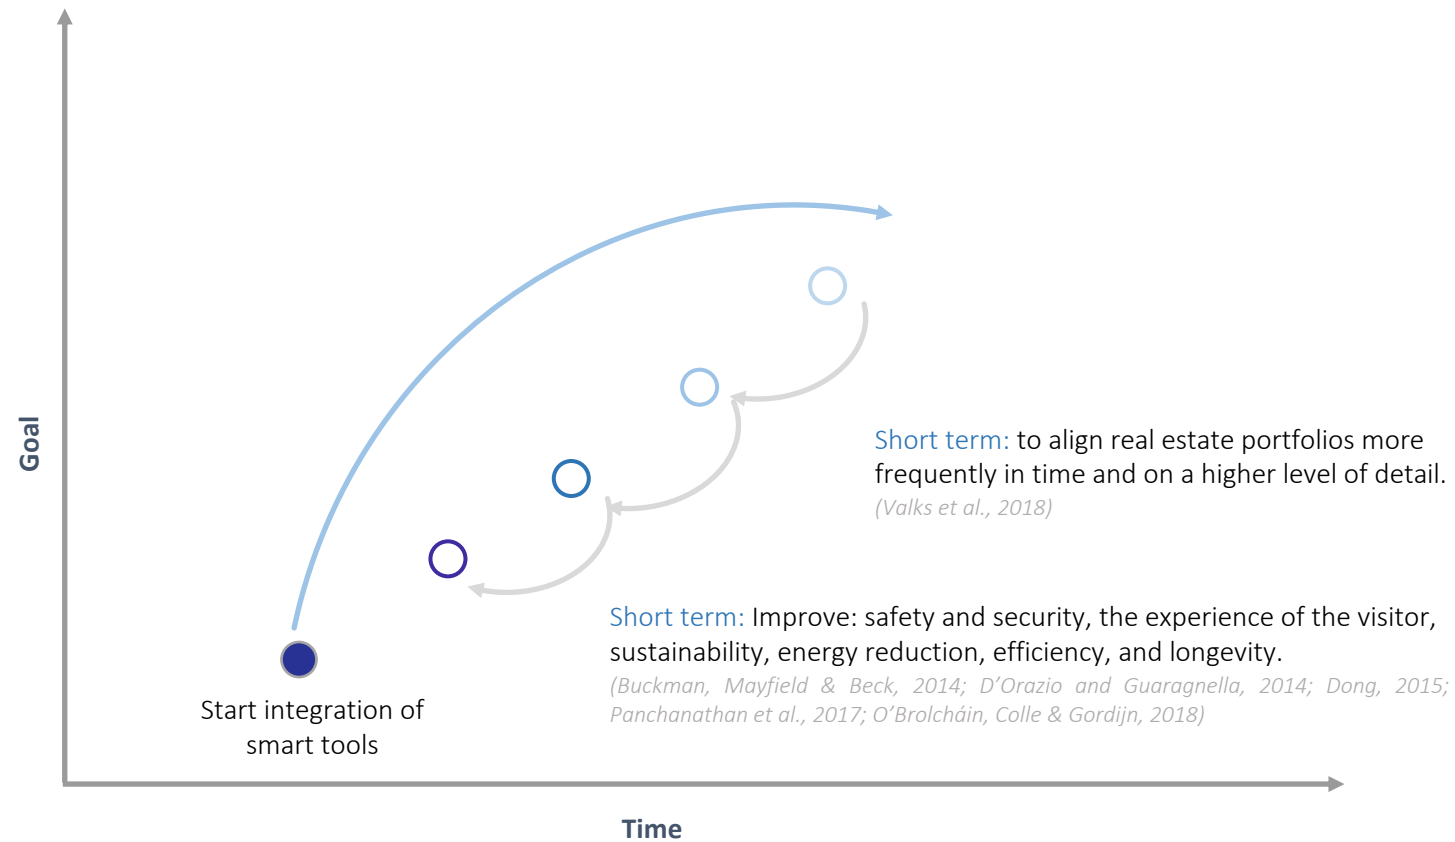 Goal
Short term: to align real estate portfolios more
frequently in time and on a higher level of detail.
(Valks et al., 2018)
Short term: Improve: safety and security, the experience of the visitor,
sustainability, energy reduction, efficiency, and longevity.
(Buckman, Mayfield & Beck, 2014; D’Orazio and Guaragnella, 2014; Dong, 2015;
Panchanathan et al., 2017; O’Brolcháin, Colle & Gordijn, 2018)
Start integration of
smart tools
Time